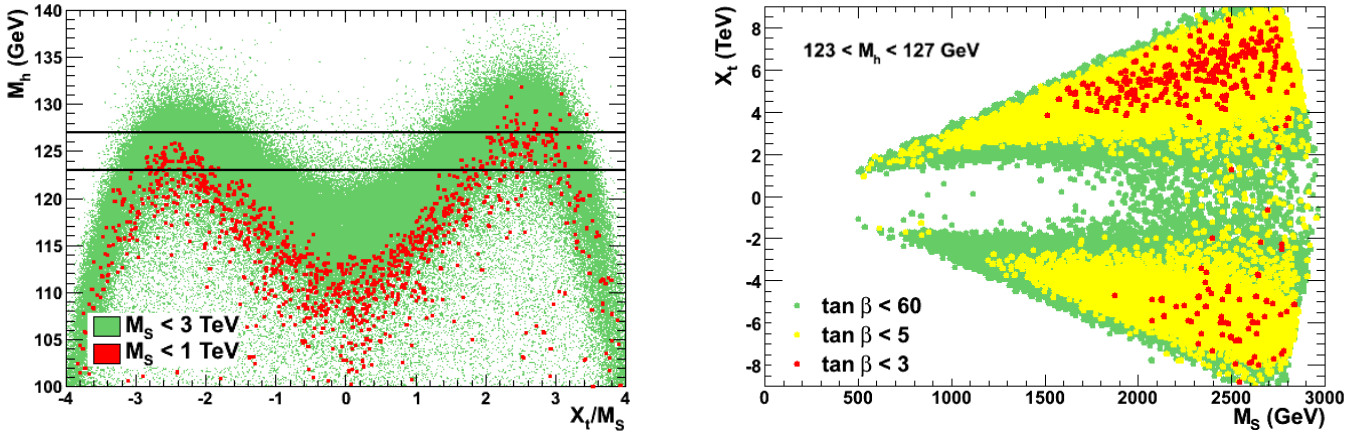 M_h (GeV)
140
135
130
125
120
115
110
105
100
M_S < 3 TeV
M_S < 1 TeV
-4 -3 -2 -1 0 1 2 3 4
X_t/M_S
X_t (TeV)
8
6
4
2
0
-2
-4
-6
-8
123 < M_h < 127 GeV
tan β < 60
tan β < 5
tan β < 3
0 500 1000 1500 2000 2500 3000
M_S (GeV)